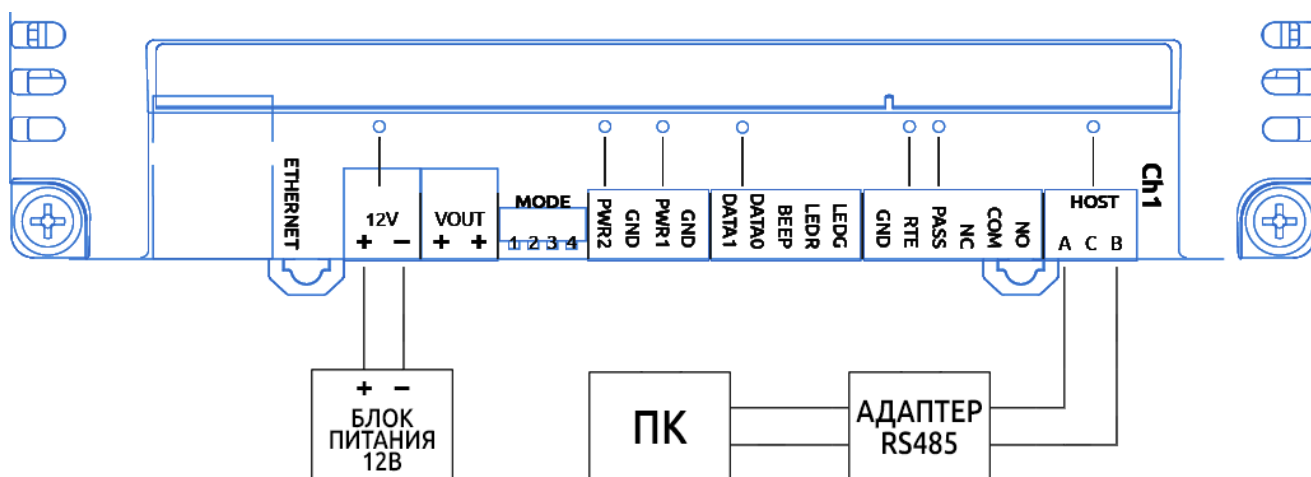 ETHERNET
12V
+ −
VOUT
+ +
MODE
1 2 3 4
PWR2
GND
PWR1
GND
DATA1
DATA0
BEEP
LEDR
LEDG
GND
RTE
PASS
NC
COM
NO
HOST
A C B
Ch1
+ −
БЛОК
ПИТАНИЯ
12В
ПК
АДАПТЕР
RS485